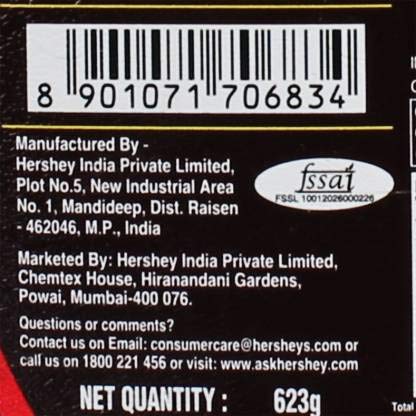 8 901071 706834
Manufactured By -
Hershey India Private Limited,
Plot No.5, New Industrial Area
No. 1, Mandideep, Dist. Raisen
- 462046, M.P., India
fssai
FSSL 10012026000226
Marketed By: Hershey India Private Limited,
Chemtex House, Hiranandani Gardens,
Powai, Mumbai-400 076.
Questions or comments?
Contact us on Email: consumercare@hersheys.com or
call us on 1800 221 456 or visit: www.askhershey.com
NET QUANTITY : 623g
Total